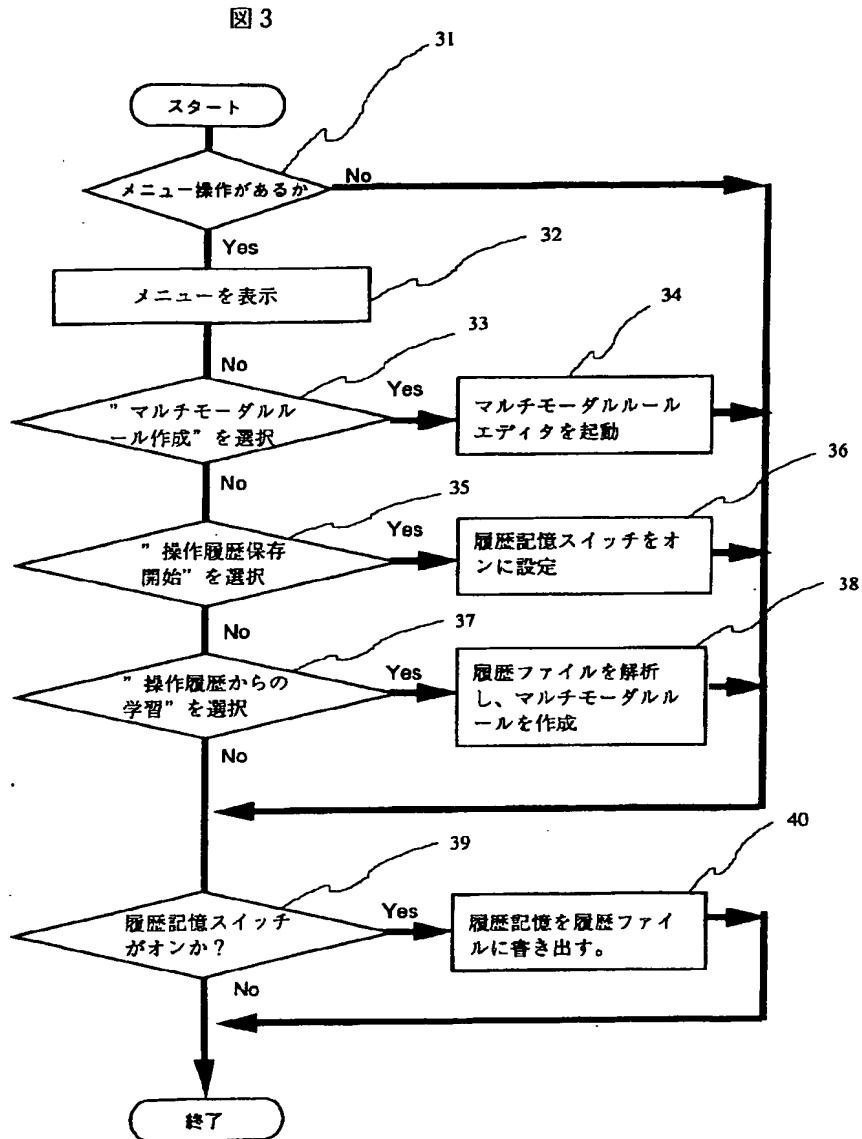 図3
31
スタート
メニュー操作があるか
No
Yes
32
メニューを表示
No
33
”マルチモーダルル
ール作成”を選択
Yes
34
マルチモーダルルール
エディタを起動
No
35
”操作履歴保存
開始”を選択
Yes
36
履歴記憶スイッチをオ
ンに設定
No
37
”操作履歴からの
学習”を選択
Yes
38
履歴ファイルを解析
し、マルチモーダルル
ールを作成
No
39
履歴記憶スイッチ
がオンか？
Yes
40
履歴記憶を履歴ファイ
ルに書き出す。
No
終了